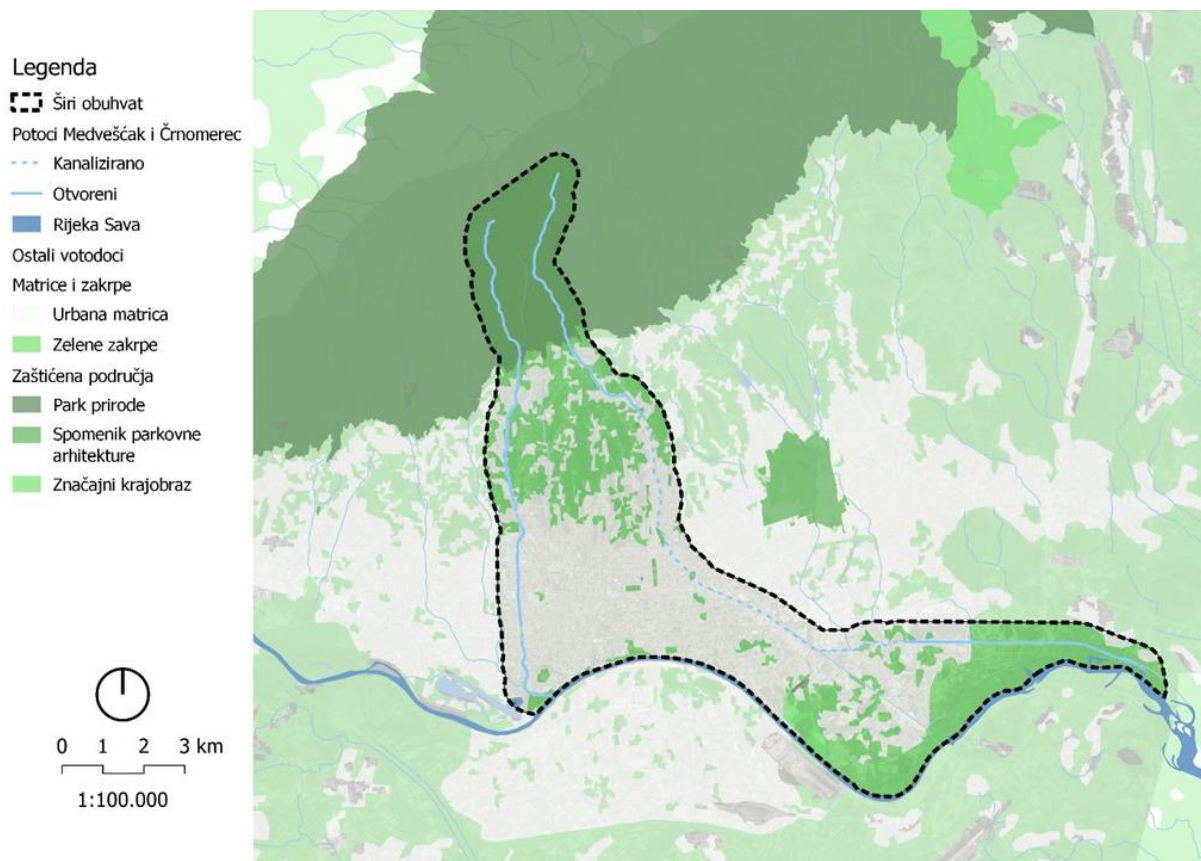 Legenda
Širi obuhvat
Potoci Medvešćak i Črnomerec
Kanalizirano
Otvoreni
Rijeka Sava
Ostali votodoci
Matrice i zakrpe
Urbana matrica
Zelene zakrpe
Zaštićena područja
Park prirode
Spomenik parkovne
arhitekture
Značajni krajobraz
0 1 2 3 km
1:100.000